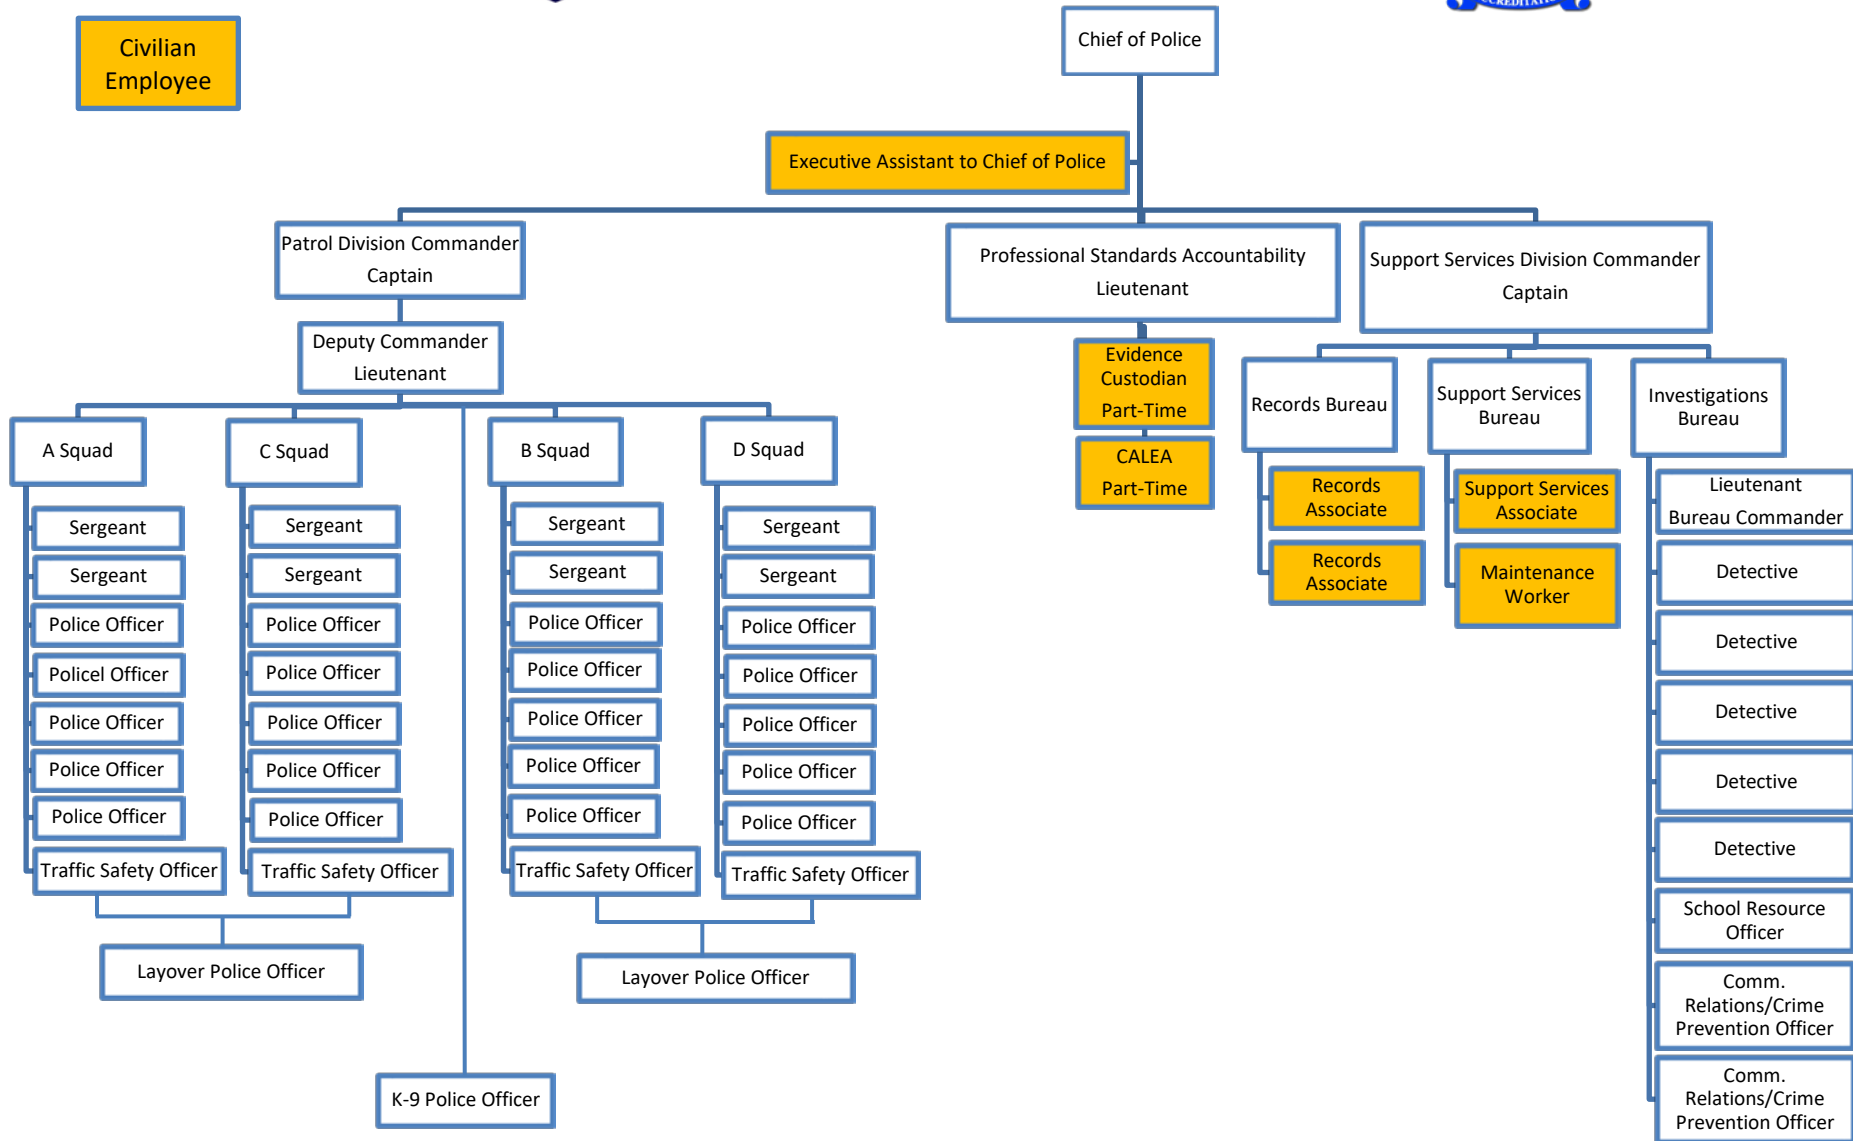 CCREDITATIO
Civilian
Employee
Chief of Police
Executive Assistant to Chief of Police
Patrol Division Commander
Captain
Professional Standards Accountability
Lieutenant
Support Services Division Commander
Captain
Deputy Commander
Lieutenant
Evidence
Custodian
Part-Time
CALEA
Part-Time
Records Bureau
Support Services
Bureau
Investigations
Bureau
A Squad
Sergeant
Sergeant
Police Officer
Policel Officer
Police Officer
Police Officer
Police Officer
Traffic Safety Officer
C Squad
Sergeant
Sergeant
Police Officer
Police Officer
Police Officer
Police Officer
Police Officer
Traffic Safety Officer
Layover Police Officer
B Squad
Sergeant
Sergeant
Police Officer
Police Officer
Police Officer
Police Officer
Police Officer
Traffic Safety Officer
D Squad
Sergeant
Sergeant
Police Officer
Police Officer
Police Officer
Police Officer
Police Officer
Traffic Safety Officer
Layover Police Officer
K-9 Police Officer
Records
Associate
Records
Associate
Support Services
Associate
Maintenance
Worker
Lieutenant
Bureau Commander
Detective
Detective
Detective
Detective
Detective
School Resource
Officer
Comm.
Relations/Crime
Prevention Officer
Comm.
Relations/Crime
Prevention Officer